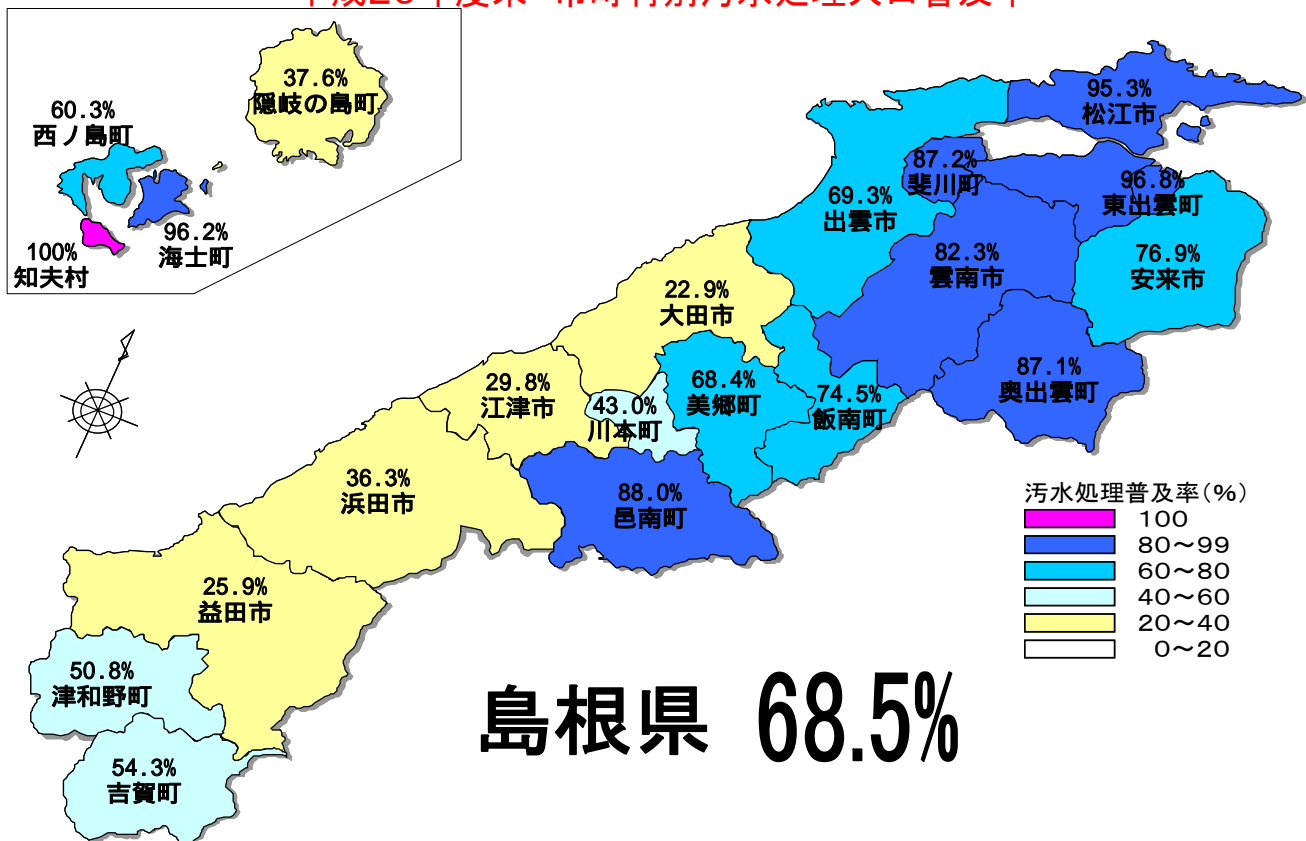 37.6%
隠岐の島町
60.3%
西ノ島町
96.2%
海士町
100%
知夫村
95.3%
松江市
87.2%
斐川町
96.8%
東出雲町
69.3%
出雲市
82.3%
雲南市
76.9%
安来市
22.9%
大田市
87.1%
奥出雲町
29.8%
江津市
43.0%
川本町
68.4%
美郷町
74.5%
飯南町
36.3%
浜田市
88.0%
邑南町
25.9%
益田市
50.8%
津和野町
54.3%
吉賀町
汚水処理普及率(%)
100
80～99
60～80
40～60
20～40
0～20
島根県 68.5%